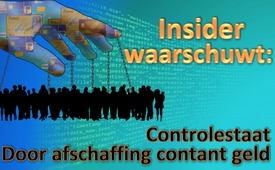 Insider
waarschuwt:
Controlestaat
Door afschaffing contant geld